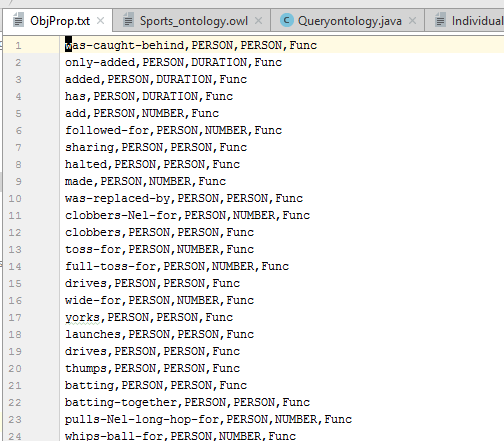 ObjProp.txt Sports_ontology.owl Queryontology.java Individual
1 was-caught-behind,PERSON,PERSON,Func
2 only-added,PERSON,DURATION,Func
3 added,PERSON,DURATION,Func
4 has,PERSON,DURATION,Func
5 add,PERSON,NUMBER,Func
6 followed-for,PERSON,NUMBER,Func
7 sharing,PERSON,PERSON,Func
8 halted,PERSON,PERSON,Func
9 made,PERSON,NUMBER,Func
10 was-replaced-by,PERSON,PERSON,Func
11 clobbers-Nel-for,PERSON,NUMBER,Func
12 clobbers,PERSON,PERSON,Func
13 toss-for,PERSON,NUMBER,Func
14 full-toss-for,PERSON,NUMBER,Func
15 drives,PERSON,PERSON,Func
16 wide-for,PERSON,NUMBER,Func
17 yorks,PERSON,PERSON,Func
18 launches,PERSON,PERSON,Func
19 drives,PERSON,PERSON,Func
20 thumps,PERSON,PERSON,Func
21 batting,PERSON,PERSON,Func
22 batting-together,PERSON,PERSON,Func
23 pulls-Nel-long-hop-for,PERSON,NUMBER,Func
24 whips-ball-for,PERSON,NUMBER,Func